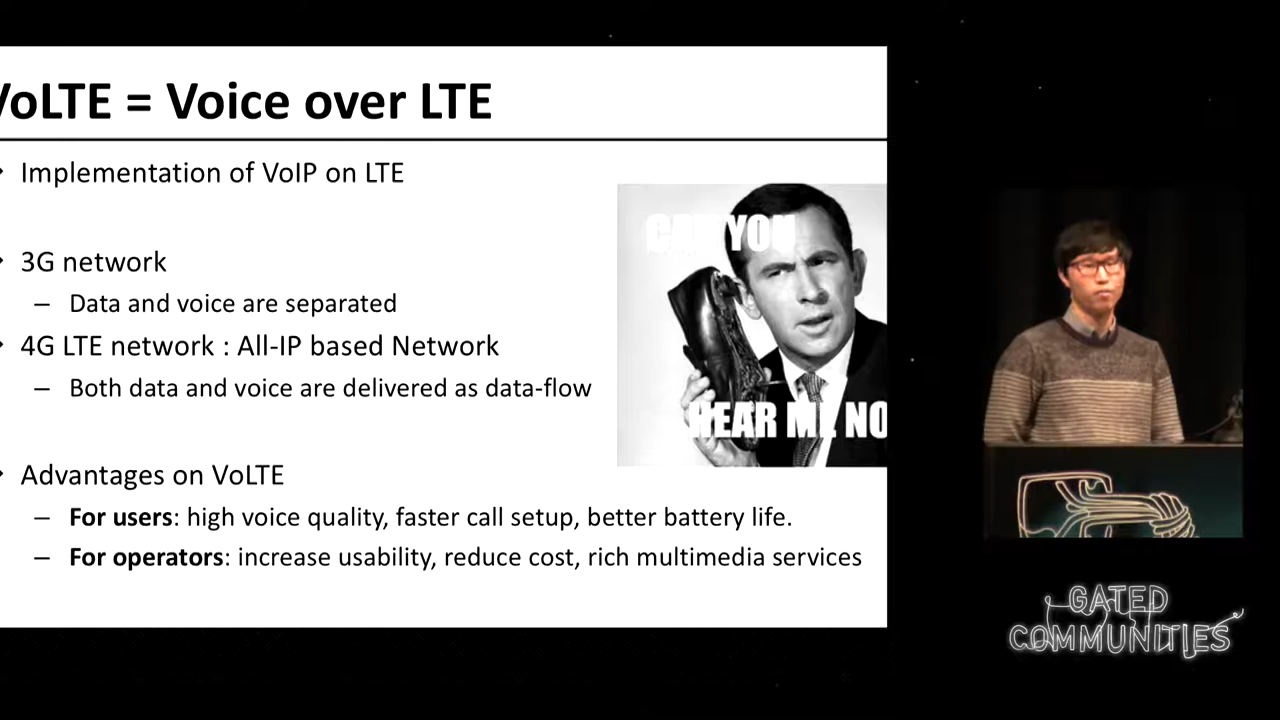 VoLTE = Voice over LTE
Implementation of VoIP on LTE
3G network
– Data and voice are separated
4G LTE network : All-IP based Network
– Both data and voice are delivered as data-flow
CAN YOU
HEAR ME NO
Advantages on VoLTE
– For users: high voice quality, faster call setup, better battery life.
– For operators: increase usability, reduce cost, rich multimedia services
GATED
COMMUNITIES